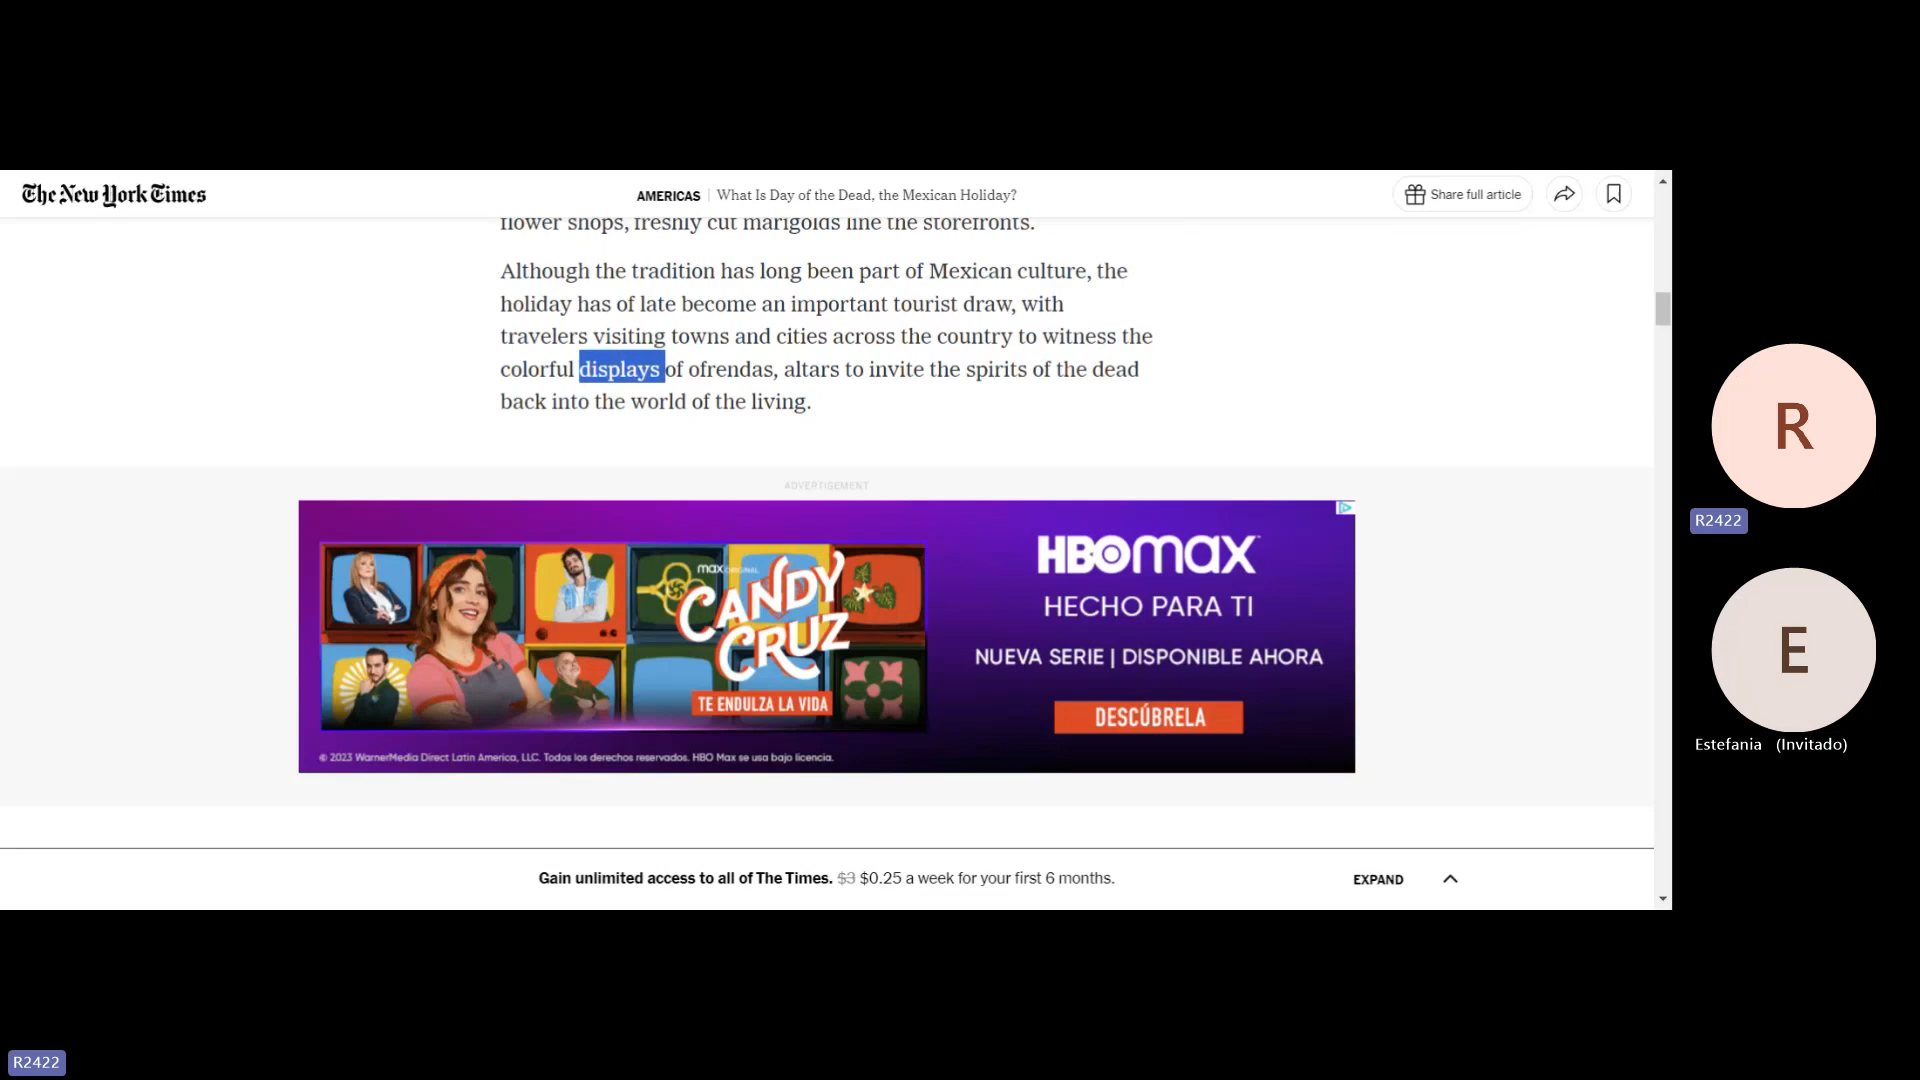 The New York Times
AMERICAS | What Is Day of the Dead, the Mexican Holiday?
Share full article
flower shops, freshly cut marigolds line the storefronts.
Although the tradition has long been part of Mexican culture, the
holiday has of late become an important tourist draw, with
travelers visiting towns and cities across the country to witness the
colorful displays of ofrendas, altars to invite the spirits of the dead
back into the world of the living.
ADVERTISEMENT
max ORIGINAL
CANDY
CRUZ
TE ENDULZA LA VIDA
HBOmax
HECHO PARA TI
NUEVA SERIE | DISPONIBLE AHORA
DESCÚBRELA
© 2023 WarnerMedia Direct Latin America, LLC. Todos los derechos reservados. HBO Max se usa bajo licencia.
Gain unlimited access to all of The Times. $3 $0.25 a week for your first 6 months.
EXPAND
R
R2422
E
Estefania (Invitado)
R2422